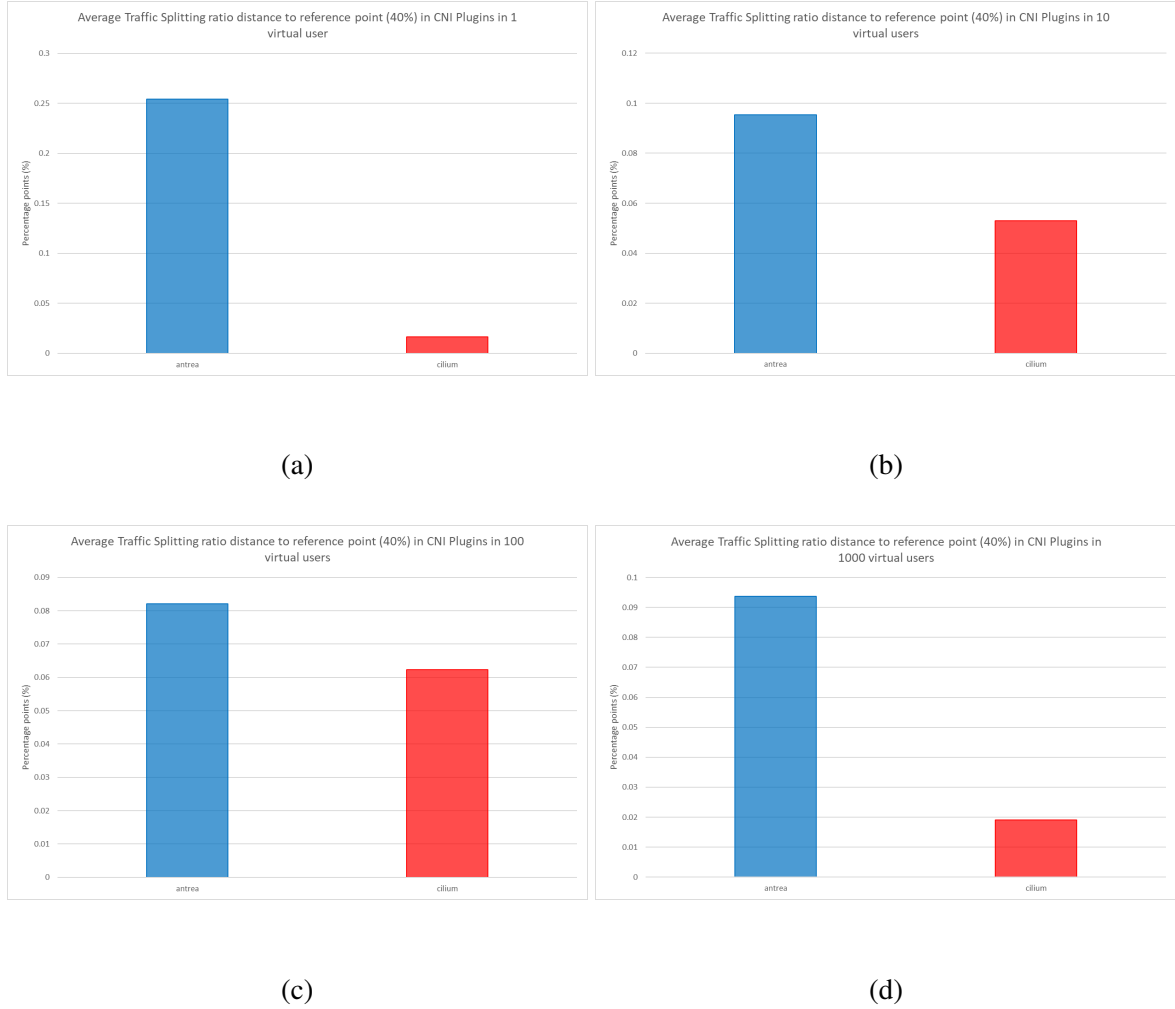 Average Traffic Splitting ratio distance to reference point (40%) in CNI Plugins in 1
virtual user
Percentage points (%)
0.3
0.25
0.2
0.15
0.1
0.05
0
antrea
cilium
(a)
Average Traffic Splitting ratio distance to reference point (40%) in CNI Plugins in 10
virtual users
Percentage points (%)
0.12
0.1
0.08
0.06
0.04
0.02
0
antrea
cilium
(b)
Average Traffic Splitting ratio distance to reference point (40%) in CNI Plugins in 100
virtual users
Percentage points (%)
0.09
0.08
0.07
0.06
0.05
0.04
0.03
0.02
0.01
0
antrea
cilium
(c)
Average Traffic Splitting ratio distance to reference point (40%) in CNI Plugins in
1000 virtual users
Percentage points (%)
0.1
0.09
0.08
0.07
0.06
0.05
0.04
0.03
0.02
0.01
0
antrea
cilium
(d)